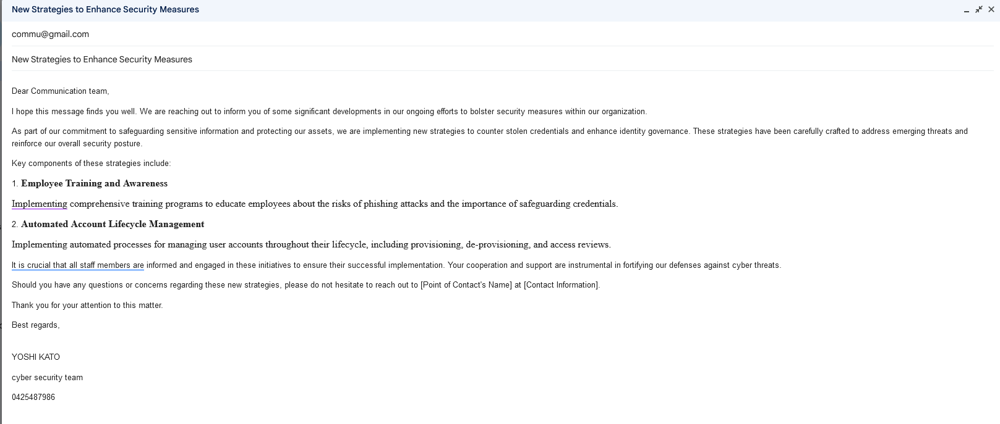 New Strategies to Enhance Security Measures
commu@gmail.com
New Strategies to Enhance Security Measures
Dear Communication team,
I hope this message finds you well. We are reaching out to inform you of some significant developments in our ongoing efforts to bolster security measures within our organization.
As part of our commitment to safeguarding sensitive information and protecting our assets, we are implementing new strategies to counter stolen credentials and enhance identity governance. These strategies have been carefully crafted to address emerging threats and
reinforce our overall security posture.
Key components of these strategies include:
1. Employee Training and Awareness
Implementing comprehensive training programs to educate employees about the risks of phishing attacks and the importance of safeguarding credentials.
2. Automated Account Lifecycle Management
Implementing automated processes for managing user accounts throughout their lifecycle, including provisioning, de-provisioning, and access reviews.
It is crucial that all staff members are informed and engaged in these initiatives to ensure their successful implementation. Your cooperation and support are instrumental in fortifying our defenses against cyber threats.
Should you have any questions or concerns regarding these new strategies, please do not hesitate to reach out to [Point of Contact's Name] at [Contact Information].
Thank you for your attention to this matter.
Best regards,
YOSHI KATO
cyber security team
0425487986